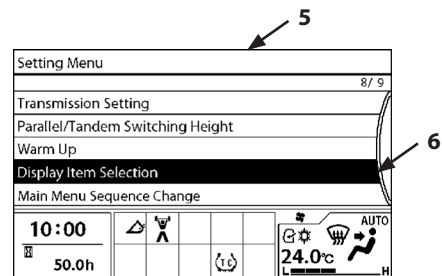 5
Setting Menu
8/ 9
Transmission Setting
Parallel/Tandem Switching Height
Warm Up
Display Item Selection
6
Main Menu Sequence Change
10:00
AUTO
50.0h
(TC)
24.0°C
L H